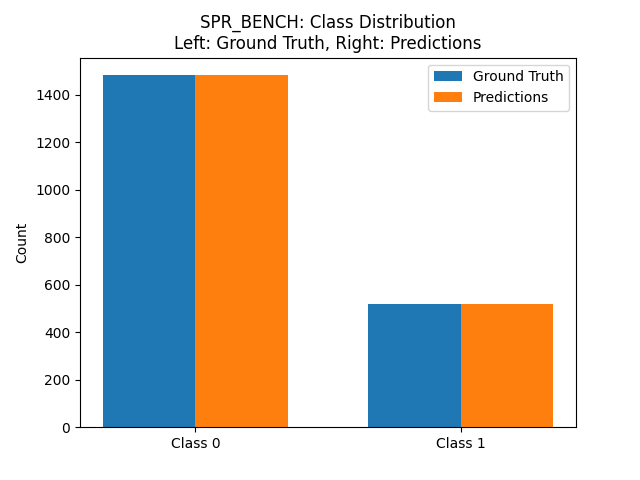 SPR_BENCH: Class Distribution
Left: Ground Truth, Right: Predictions
Ground Truth
Predictions
Count
1400
1200
1000
800
600
400
200
0
Class 0
Class 1